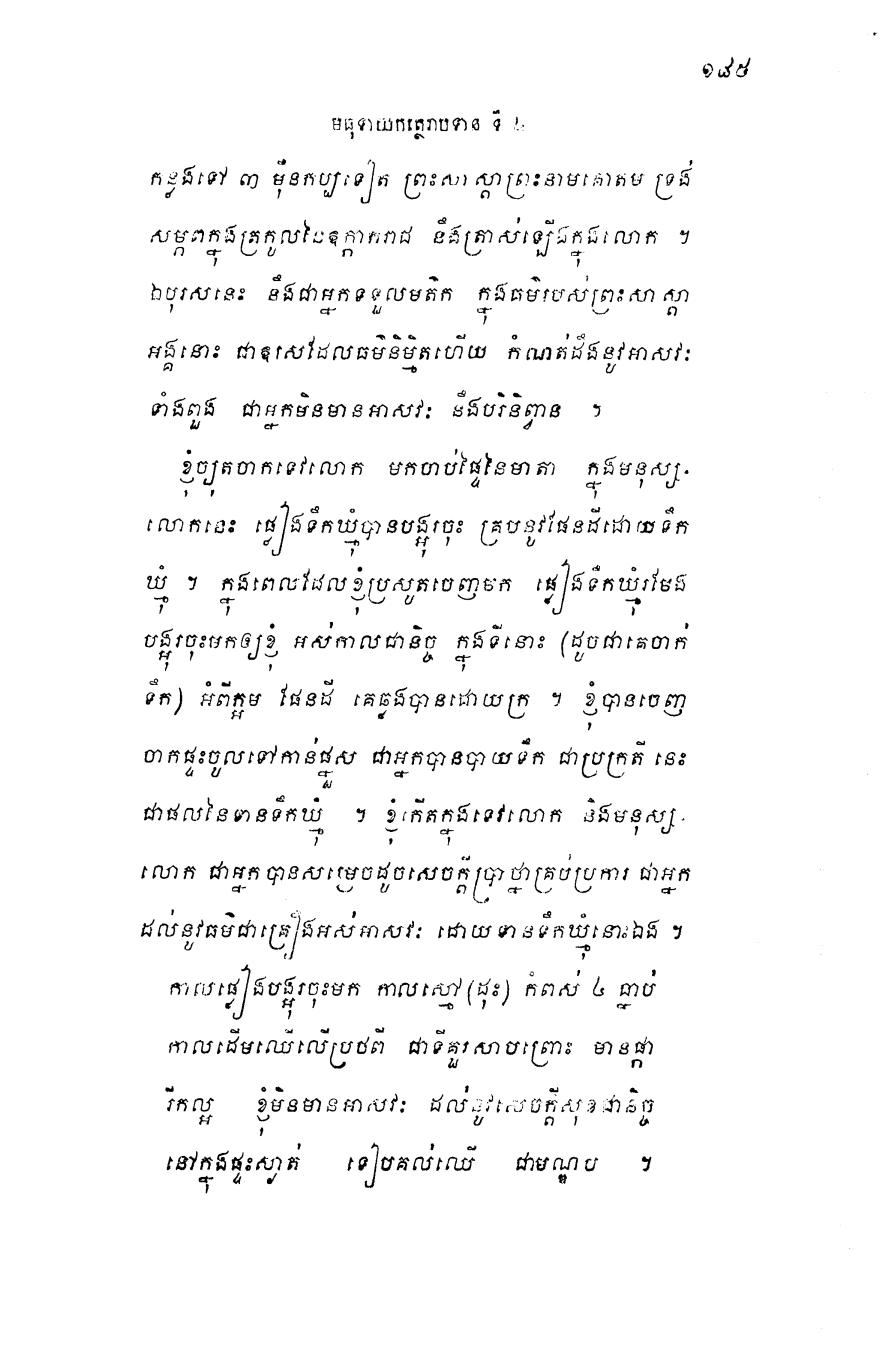 ១៨៥
មធុទាយកត្ថេរាបទាន ទី ៤
កន្លងទៅ ៣ មុឺនកប្បទៀត ព្រះសាស្តាព្រះនាមគោតម ទ្រង់
សម្ភពក្នុងត្រកូលនៃឧក្កាករាជ នឹងត្រាស់ឡើងក្នុងលោក ។
ឯបុរសនេះ នឹងជាអ្នកទទួលមតិក ក្នុងធម៌របស់ព្រះសាស្តា
អង្គនោះ ជាឧរសដែលធម៌និម្មិតហើយ កំណត់ដឹងនូវអាសវៈ
ទាំងពួង ជាអ្នកមិនមានអាសវៈ នឹងបរិនិព្វាន ។
ខ្ញុំច្យុតចាកទេវលោក មកចាប់ផ្ទៃនៃមាតា ក្នុងមនុស្ស-
លោកនេះ ភ្លៀងទឹកឃ្មុំបានបង្អុរចុះ គ្របនូវផែនដីដោយទឹក
ឃ្មុំ ។ ក្នុងពេលដែលខ្ញុំប្រសូតចេញមក ភ្លៀងទឹកឃ្មុំរមែង
បង្អុរចុះមកឲ្យខ្ញុំ អស់កាលជានិច្ច ក្នុងទីនោះ (ដូចជាគេចាក់
ទឹក) អំពីក្អម ផែនដី គេឆ្លងបានដោយក្រ ។ ខ្ញុំបានចេញ
ចាកផ្ទះចូលទៅកាន់ផ្នួស ជាអ្នកបានបាយទឹក ជាប្រក្រតី នេះ
ជាផលនៃទានទឹកឃ្មុំ ។ ខ្ញុំកើតក្នុងទេវលោក និងមនុស្ស-
លោក ជាអ្នកបានសម្រេចដូចសេចក្តីប្រាថ្នាគ្រប់ប្រការ ជាអ្នក
ដល់នូវធម៌ជាគ្រឿងអស់អាសវៈ ដោយទានទឹកឃ្មុំនោះឯង ។
កាលភ្លៀងបង្អុរចុះមក កាលស្មៅ (ដុះ) កំពស់ ៤ ធ្នាប់
កាលដើមឈើលើប្រថពី ជាទីគួរសាបព្រោះ មានផ្កា
រីកល្អ ខ្ញុំមិនមានអាសវៈ ដល់នូវសេចក្តីសុខជានិច្ច
នៅក្នុងផ្ទះស្ងាត់ ទៀបគល់ឈើ ជាមណ្ឌប ។